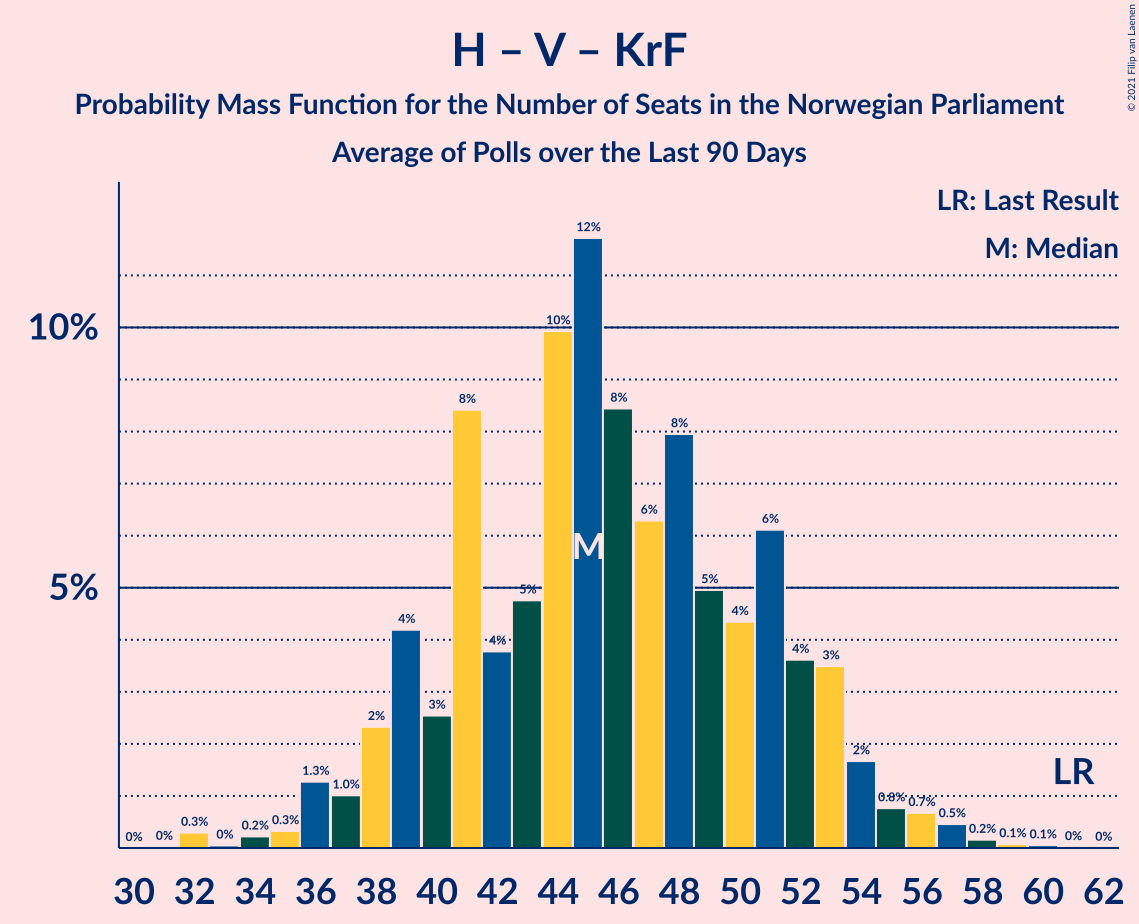 H – V – KrF
Probability Mass Function for the Number of Seats in the Norwegian Parliament
Average of Polls over the Last 90 Days
© 2021 Filip van Laenen
LR: Last Result
M: Median
10%
5%
0% 0% 0.3% 0% 0.2% 0.3% 1.3% 1.0% 2% 4% 3% 8% 4% 5% 10% 12% 8% 6% 8% 5% 4% 6% 4% 3% 2% 0.8% 0.7% 0.5% 0.2% 0.1% 0.1% 0% 0%
M
LR
30 32 34 36 38 40 42 44 46 48 50 52 54 56 58 60 62